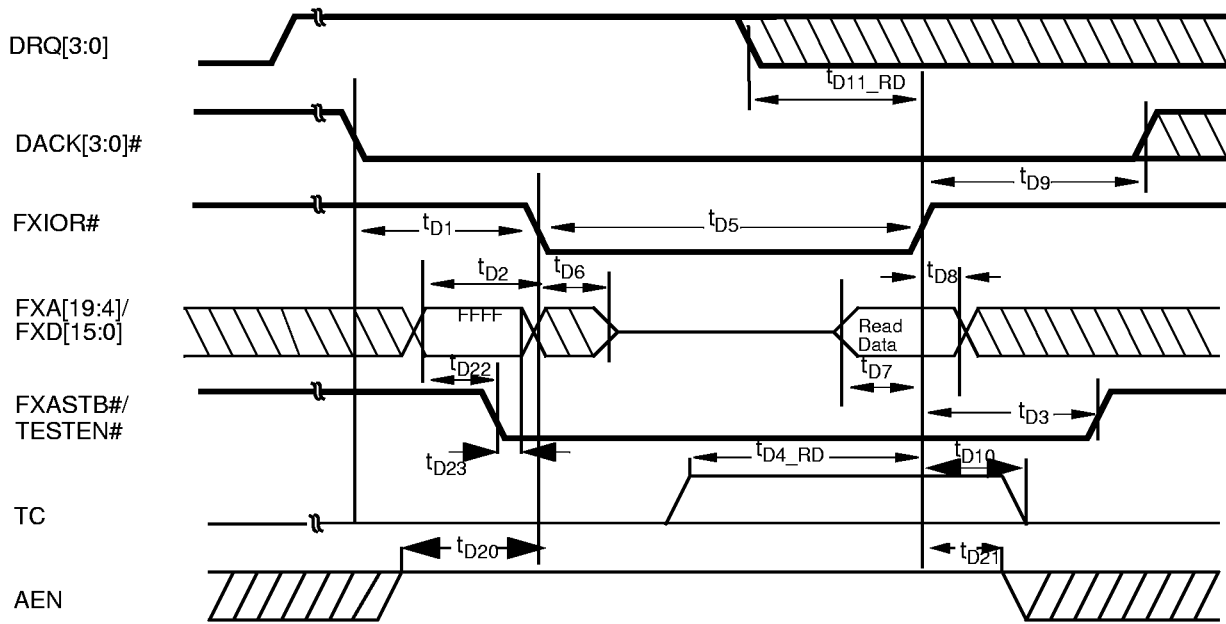 DRQ[3:0]
tD11_RD
DACK[3:0]#
tD9
FXIOR#
tD1
tD5
tD2
tD6
tD8
FXA[19:4]/
FXD[15:0]
FFFF
Read
Data
tD22
tD7
FXASTB#/
TESTEN#
tD3
tD23
tD4_RD
tD10
TC
tD20
tD21
AEN